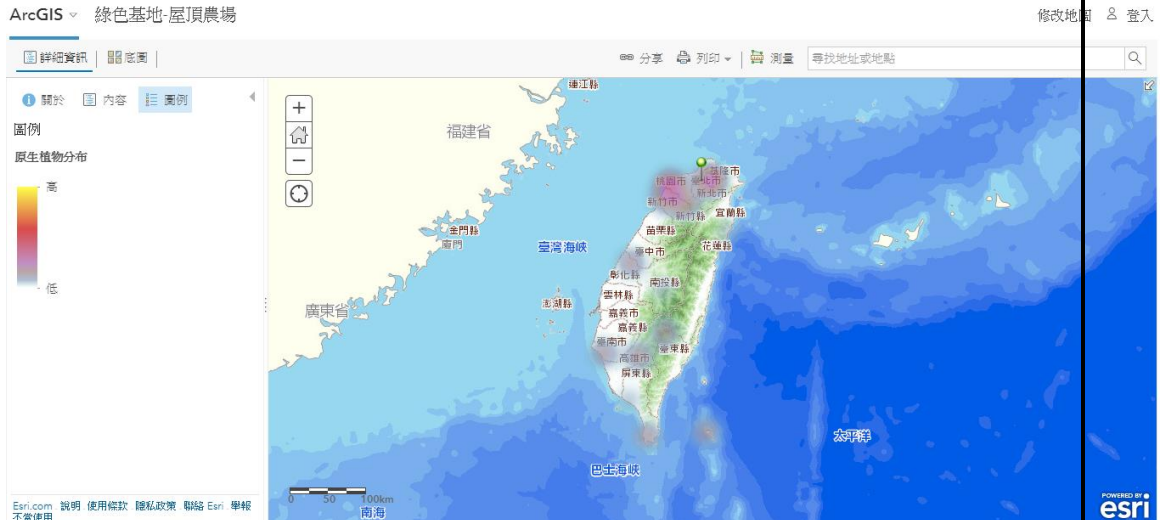 ArcGIS 綠色基地-屋頂農場
修改地圖 登入
詳細資訊 底圖
分享 列印 測量 尋找地址或地點
關於 內容 圖例
圖例
原生植物分布
高
低
連江縣
福建省
基隆市
桃園市 臺北市
新北市
新竹市
新竹縣 宜蘭縣
苗栗縣
金門縣
廈門
臺灣海峽
臺中市 花蓮縣
彰化縣
南投縣
雲林縣
澎湖縣
廣東省
嘉義市
嘉義縣
臺南市 臺東縣
高雄市
屏東縣
太平洋
巴士海峽
0 50 100km
南海
Esri.com 說明 使用條款 隱私政策 聯絡 Esri 舉報
不當使用
POWERED BY
esri